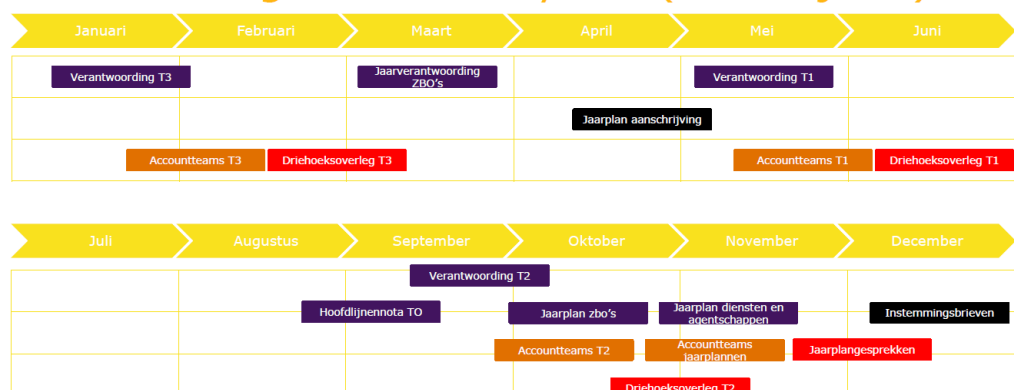 Januari
Februari
Maart
April
Mei
Juni
Verantwoording T3
Jaarverantwoording
ZBO's
Verantwoording T1
Jaarplan aanschrijving
Accountteams T3
Driehoeksoverleg T3
Accountteams T1
Driehoeksoverleg T1
Juli
Augustus
September
Oktober
November
December
Verantwoording T2
Hoofdlijnennota TO
Jaarplan zbo's
Jaarplan diensten en
agentschappen
Instemmingsbrieven
Accountteams T2
Accountteams
jaarplannen
Jaarplangesprekken
Driehoeksoverleg T2